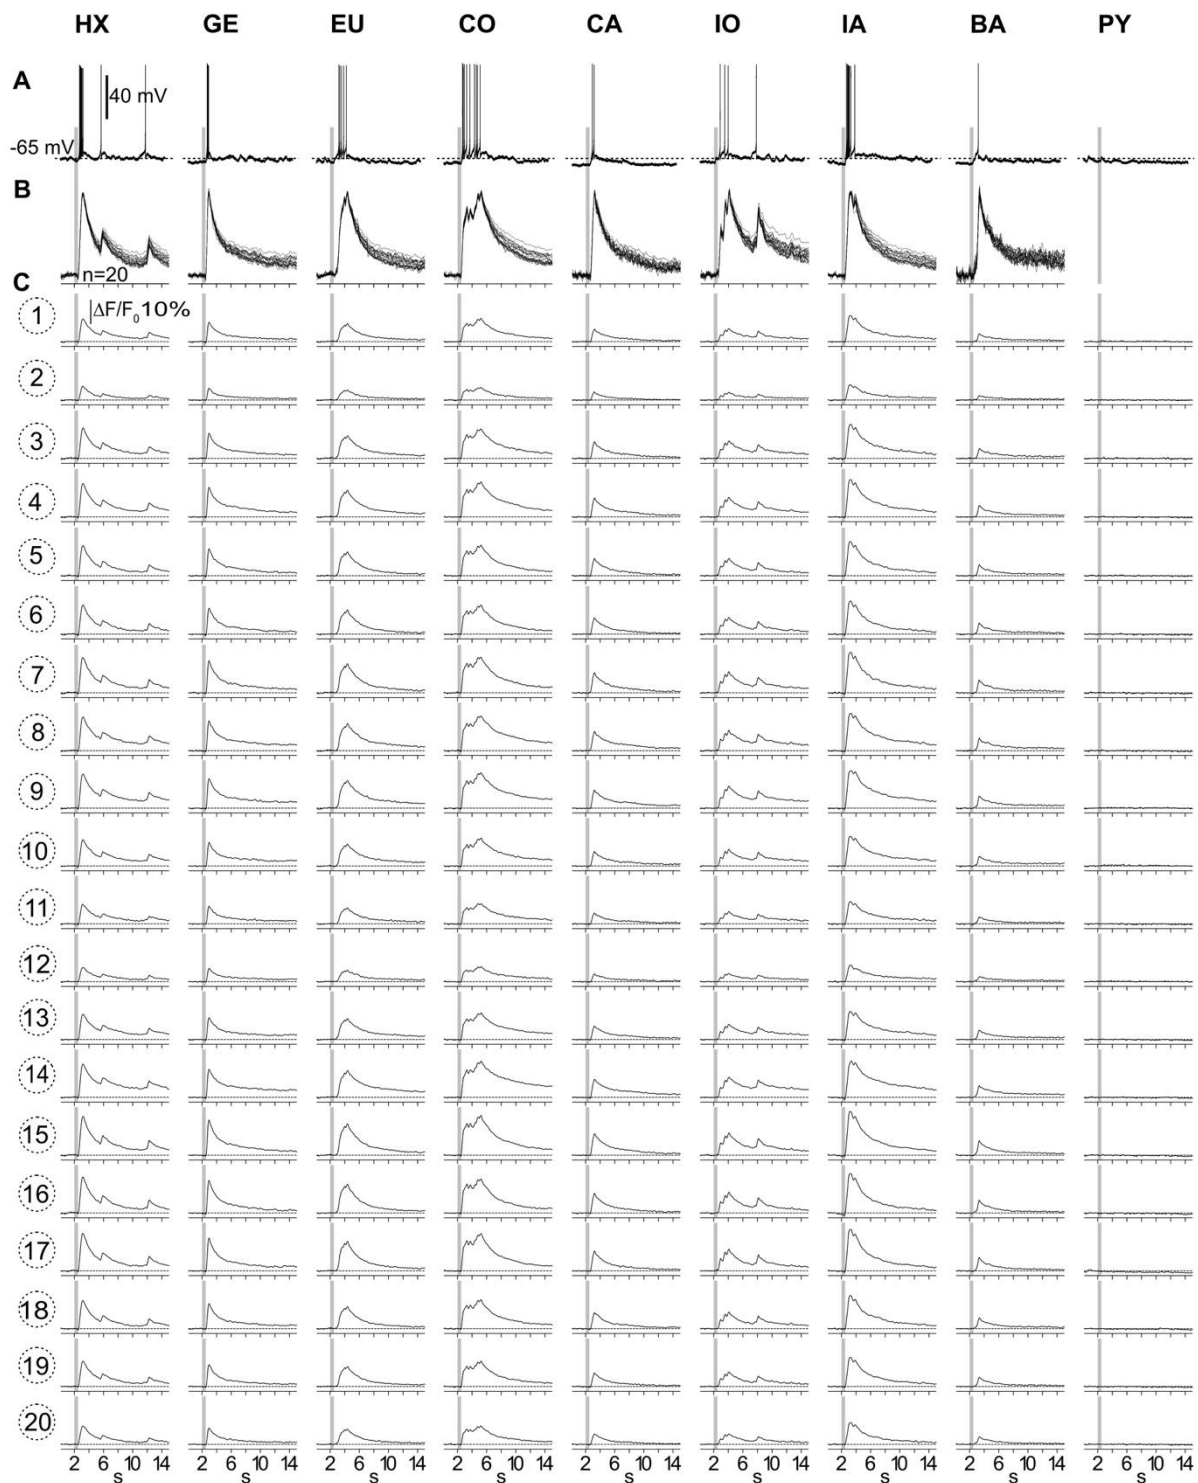 HX GE EU CO CA IO IA BA PY
A
40 mV
-65 mV
B
n=20
C
1 ΔF/F0 10%
2
3
4
5
6
7
8
9
10
11
12
13
14
15
16
17
18
19
20
2 6 10 14 2 6 10 14 2 6 10 14 2 6 10 14 2 6 10 14 2 6 10 14 2 6 10 14 2 6 10 14 2 6 10 14
s s s s s s s s s